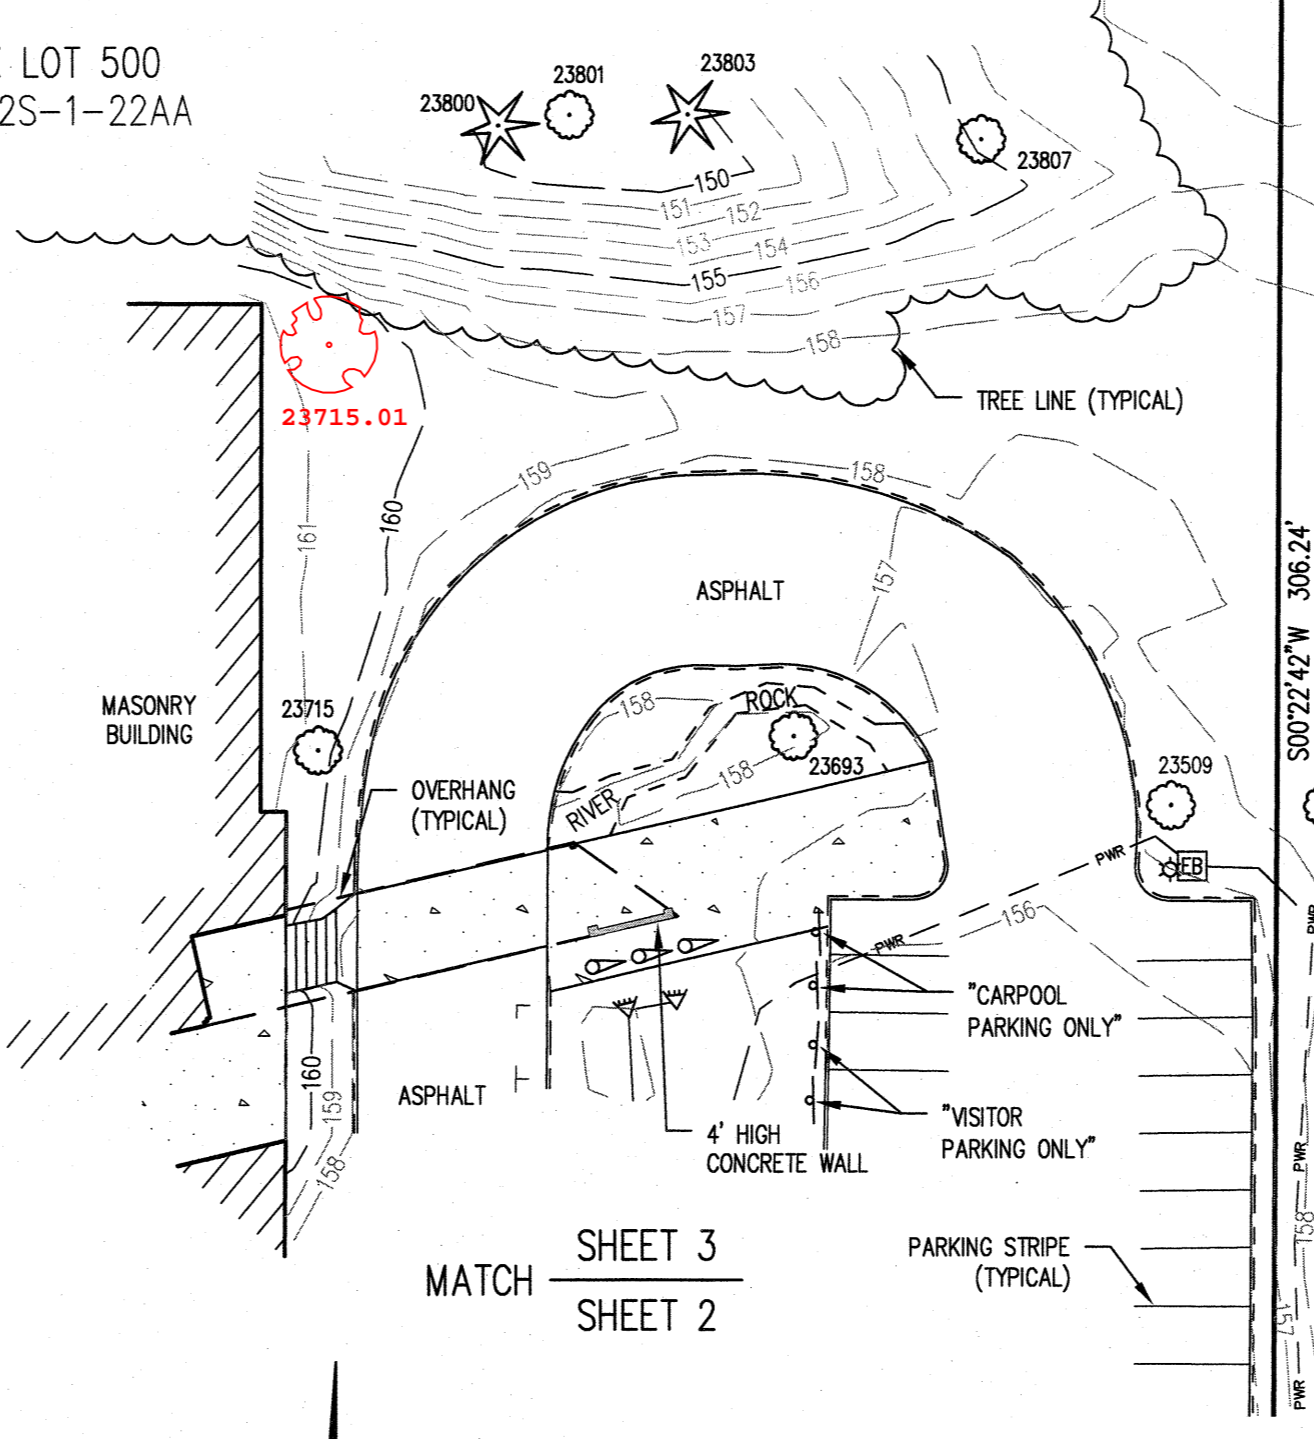 LOT 500
2S-1-22AA
23800
23801
23803
23807
150
151
152
153
154
155
156
157
158
TREE LINE (TYPICAL)
23715.01
159
158
160
161
157
ASPHALT
S00°22'42"W 306.24'
MASONRY
BUILDING
23715
158
ROCK
158
23693
RIVER
23509
OVERHANG
(TYPICAL)
PWR
EB
PWR
156
PWR
"CARPOOL
PARKING ONLY"
160
159
158
ASPHALT
"VISITOR
PARKING ONLY"
4' HIGH
CONCRETE WALL
PWR
158
SHEET 3
MATCH
SHEET 2
PARKING STRIPE
(TYPICAL)
157
PWR